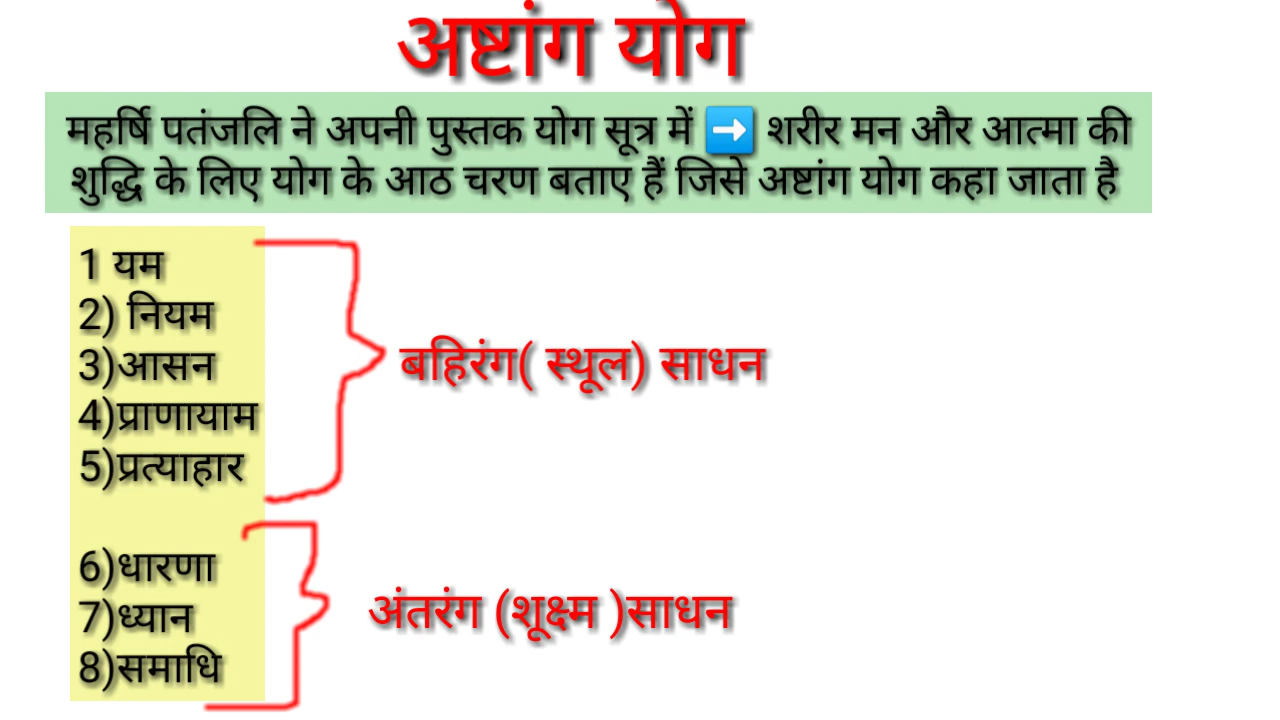 अष्टांग योग
महर्षि पतंजलि ने अपनी पुस्तक योग सूत्र में ➡️ शरीर मन और आत्मा की
शुद्धि के लिए योग के आठ चरण बताए हैं जिसे अष्टांग योग कहा जाता है
1 यम
2) नियम
3)आसन
4)प्राणायाम
5)प्रत्याहार
बहिरंग( स्थूल) साधन
6)धारणा
7)ध्यान
8)समाधि
अंतरंग (शूक्ष्म )साधन